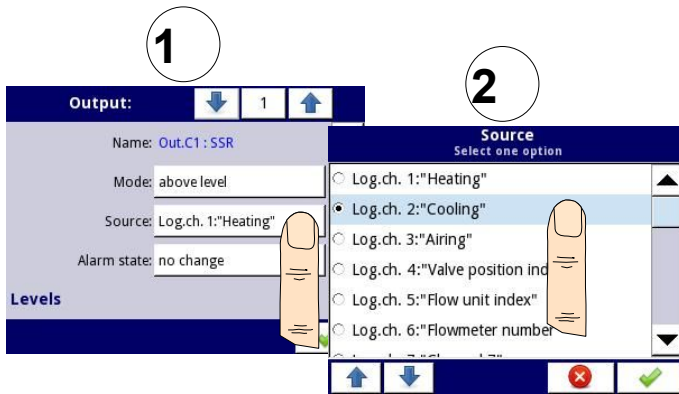 1
Output:
1
Name: Out.C1 : SSR
Mode: above level
Source: Log.ch. 1:"Heating"
Alarm state: no change
Levels
2
Source
Select one option
Log.ch. 1:"Heating"
Log.ch. 2:"Cooling"
Log.ch. 3:"Airing"
Log.ch. 4:"Valve position ind
Log.ch. 5:"Flow unit index"
Log.ch. 6:"Flowmeter number"